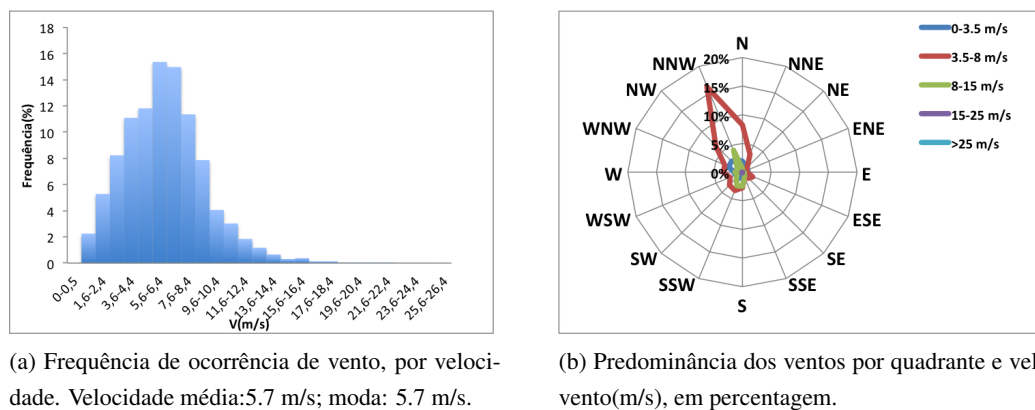 18
16
14
12
10
8
6
4
2
0
Frequência(%)
0-0,5
1,6-2,4
3,6-4,4
5,6-6,4
7,6-8,4
9,6-10,4
11,6-12,4
13,6-14,4
15,6-16,4
17,6-18,4
19,6-20,4
21,6-22,4
23,6-24,4
25,6-26,4
V(m/s)
(a) Frequência de ocorrência de vento, por veloci-
dade. Velocidade média:5.7 m/s; moda: 5.7 m/s.
N
NNE
NE
ENE
E
ESE
SE
SSE
S
SSW
SW
WSW
W
WNW
NW
NNW
20%
15%
10%
5%
0%
0-3.5 m/s
3.5-8 m/s
8-15 m/s
15-25 m/s
>25 m/s
(b) Predominância dos ventos por quadrante e vel
vento(m/s), em percentagem.